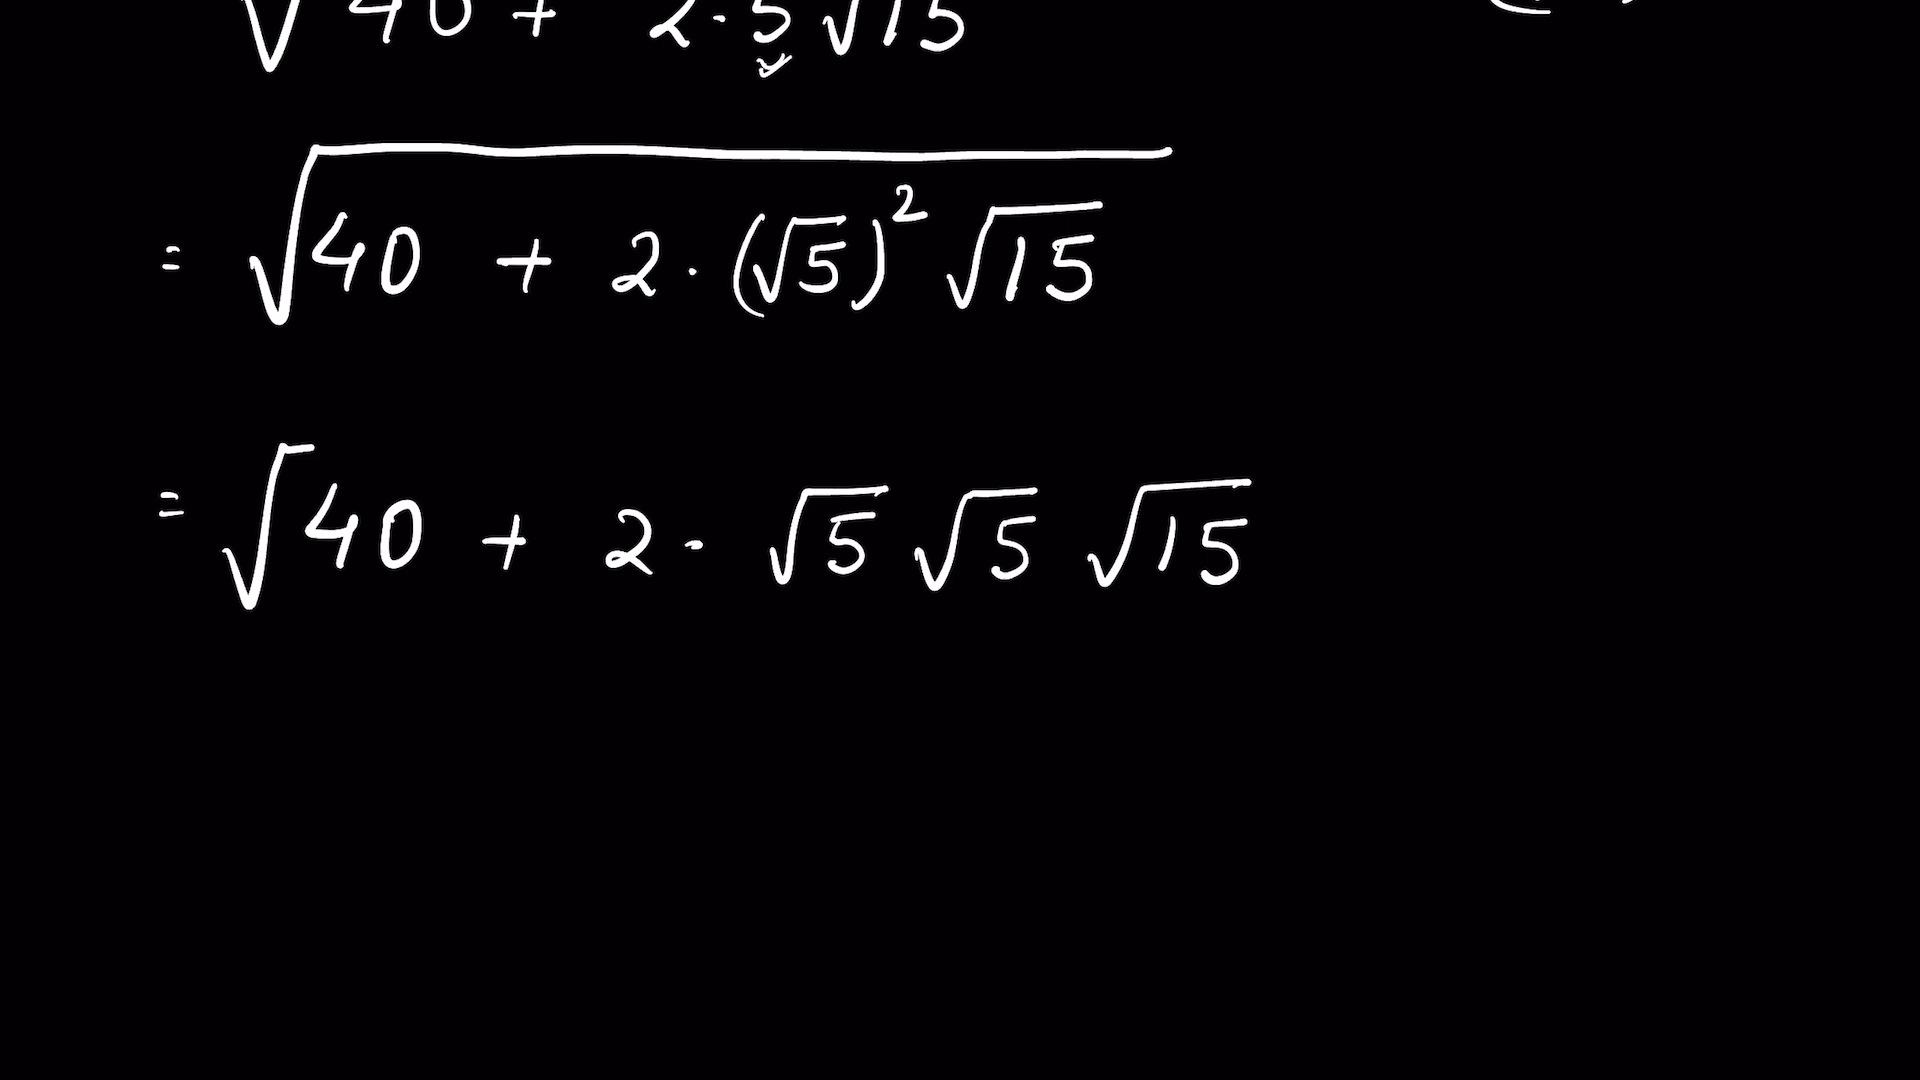 √40 + 2·5√15
= √40 + 2·(√5)² √15
= √40 + 2· √5 √5 √15